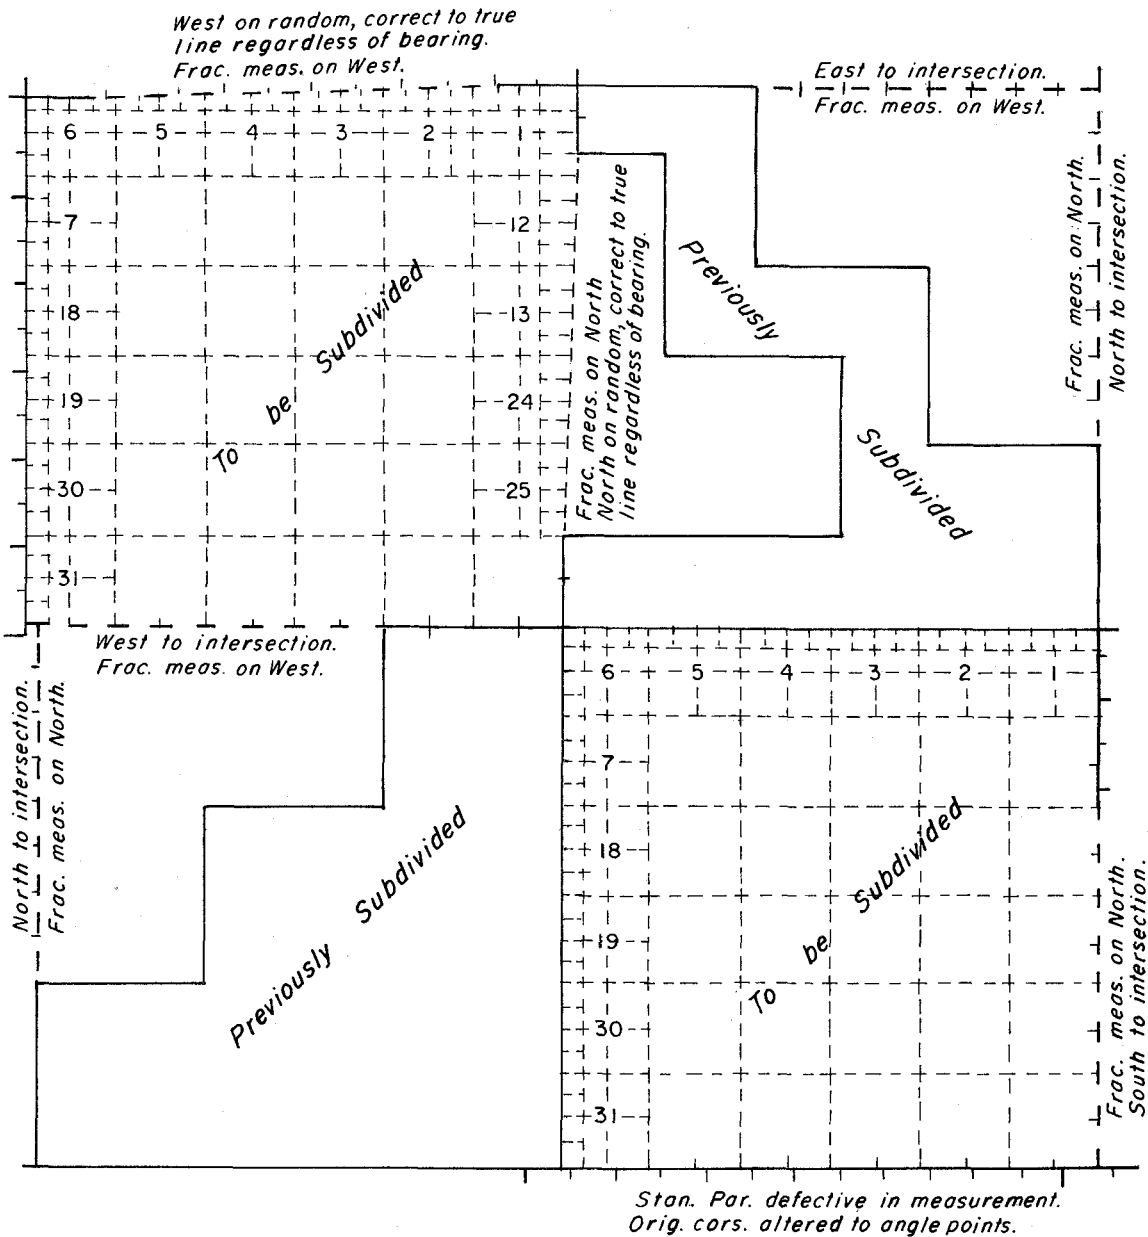 West on random, correct to true
line regardless of bearing.
Frac. meas. on West.
East to intersection.
Frac. meas. on West.
6 5 4 3 2 1
7 12
18 13
19 24
30 25
31
To be Subdivided
Frac. meas. on North
North on random, correct to true
line regardless of bearing.
Previously Subdivided
Frac. meas. on North.
North to intersection.
West to intersection.
Frac. meas. on West.
North to intersection.
Frac. meas. on North.
Previously Subdivided
6 5 4 3 2 1
7
18
19
30
31
To be Subdivided
Frac. meas. on North.
South to intersection.
Stan. Par. defective in measurement.
Orig. cors. altered to angle points.